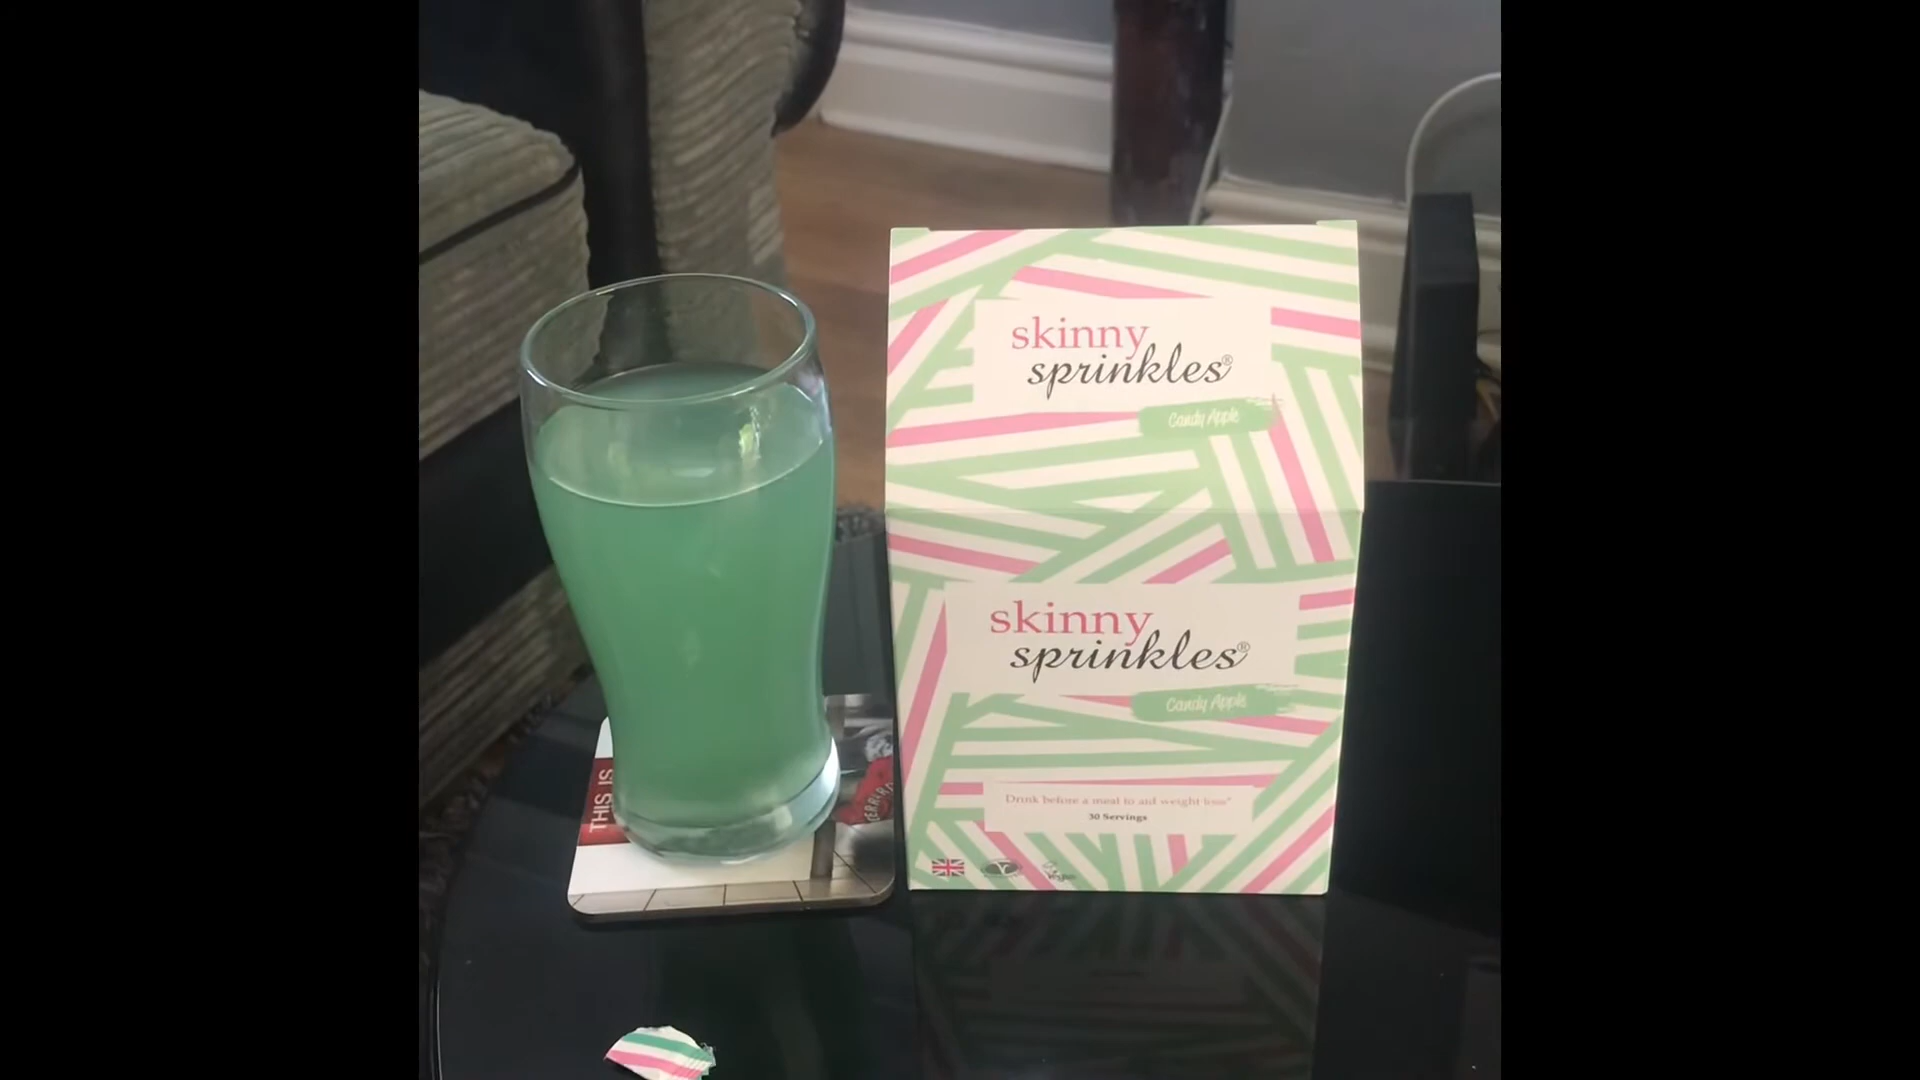 skinny
sprinkles®
Candy Apple
skinny
sprinkles®
Candy Apple
Drink before a meal to aid weight loss*
30 Servings
Vegan
THIS IS